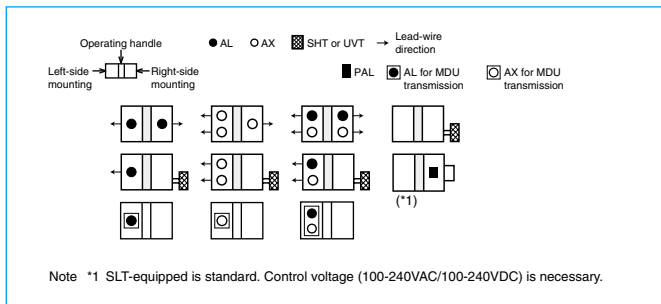 Operating handle
AL
AX
SHT or UVT
Lead-wire
direction
Left-side
mounting
Right-side
mounting
PAL
AL for MDU
transmission
AX for MDU
transmission
(*1)
Note *1 SLT-equipped is standard. Control voltage (100-240VAC/100-240VDC) is necessary.